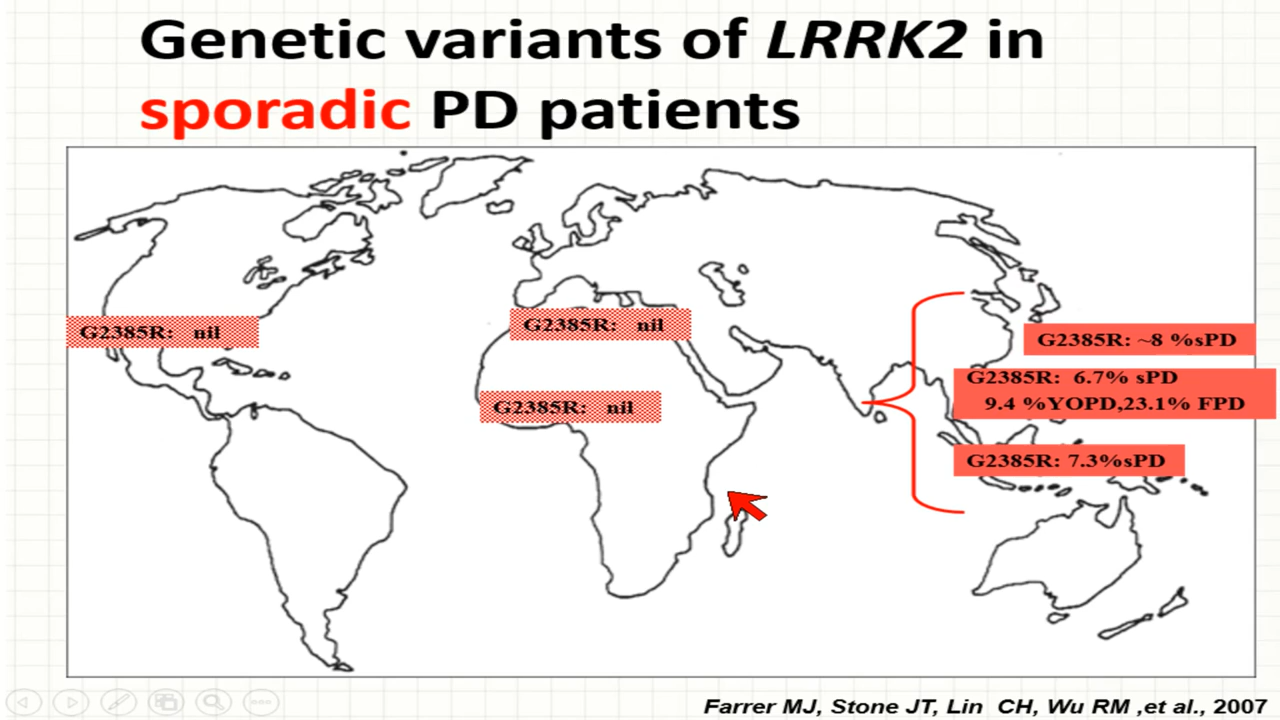 Genetic variants of LRRK2 in
sporadic PD patients
G2385R: nil
G2385R: nil
G2385R: nil
G2385R: ~8 %sPD
G2385R: 6.7% sPD
9.4 %YOPD,23.1% FPD
G2385R: 7.3%sPD
Farrer MJ, Stone JT, Lin CH, Wu RM ,et al., 2007